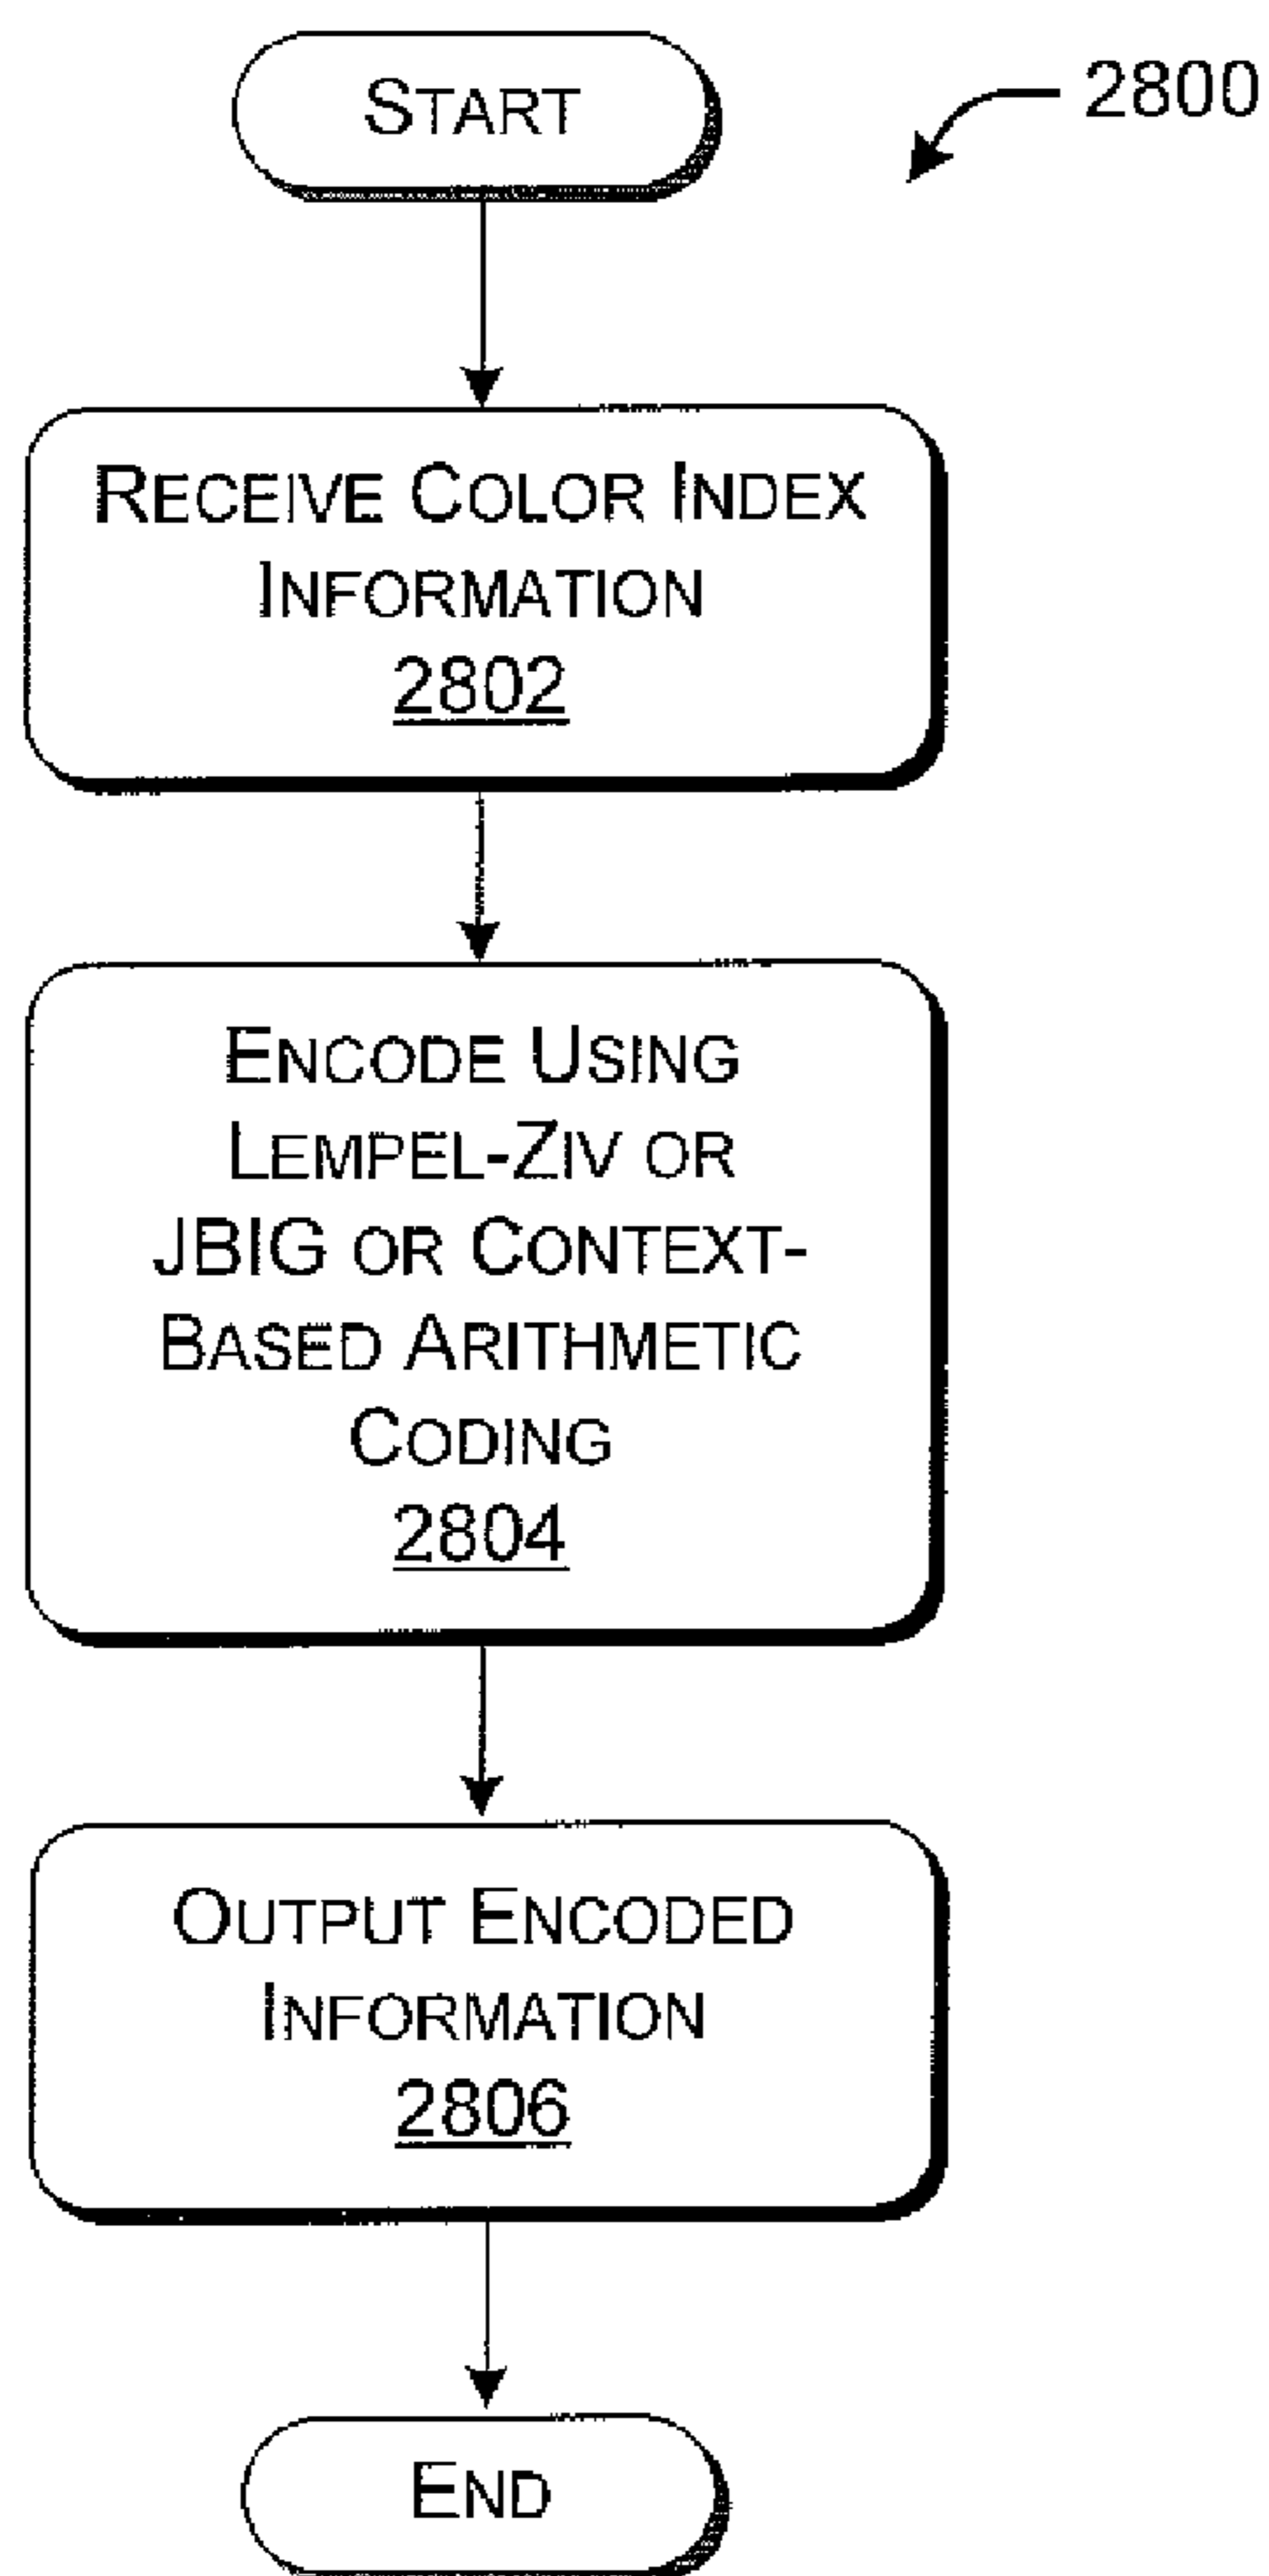 START
2800
RECEIVE COLOR INDEX
INFORMATION
2802
ENCODE USING
LEMPEL-ZIV OR
JBIG OR CONTEXT-
BASED ARITHMETIC
CODING
2804
OUTPUT ENCODED
INFORMATION
2806
END